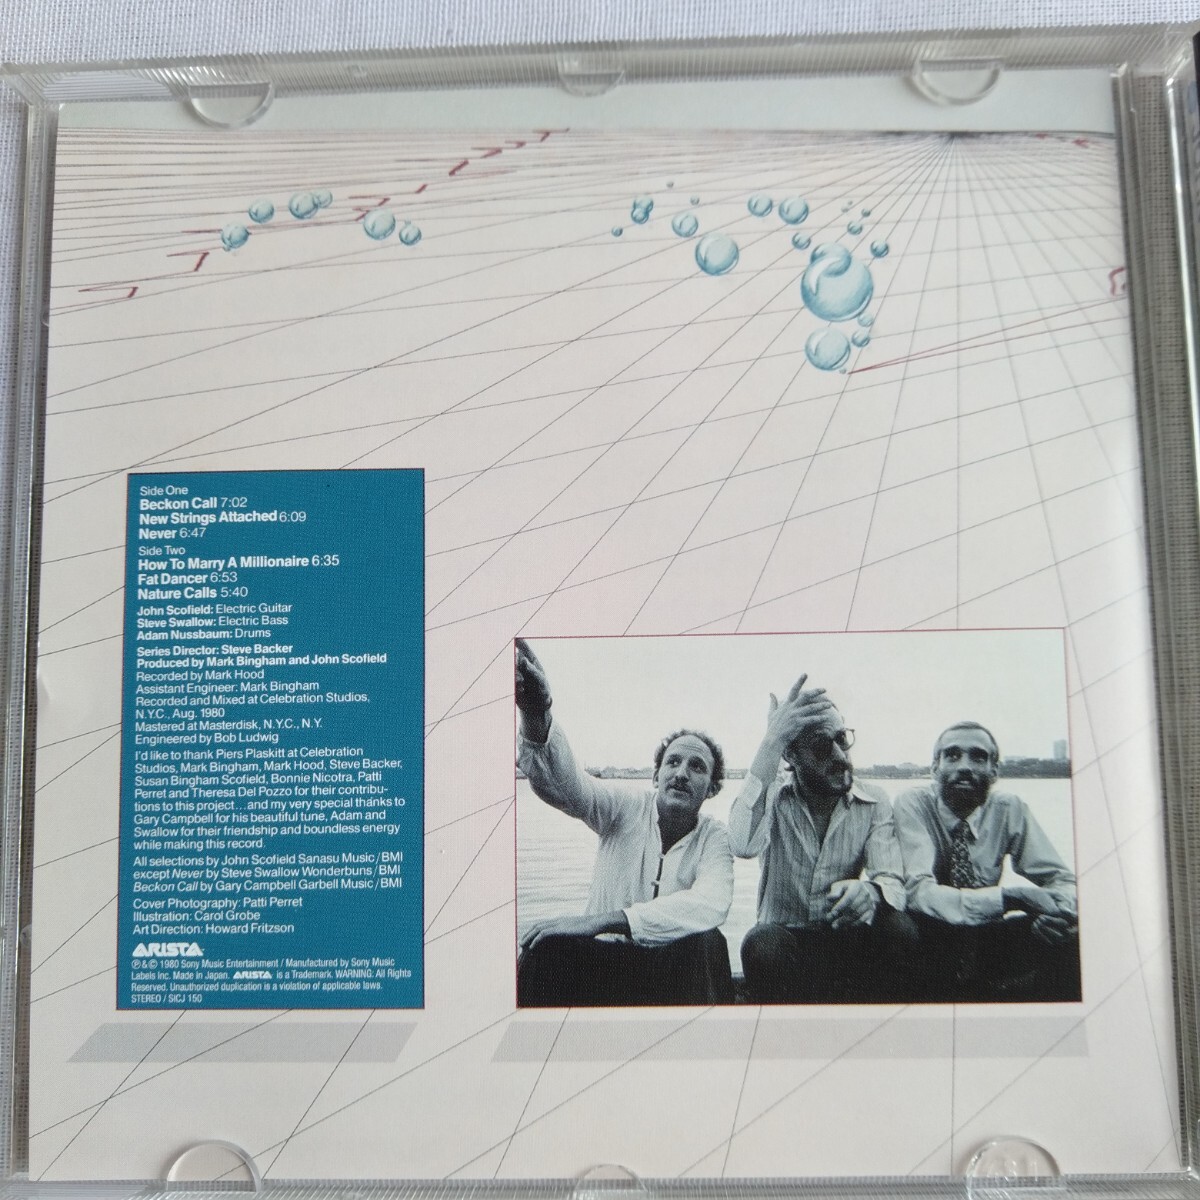 Side One
Beckon Call 7:02
New Strings Attached 6:09
Never 6:47
Side Two
How To Marry A Millionaire 6:35
Fat Dancer 6:53
Nature Calls 5:40
John Scofield: Electric Guitar
Steve Swallow: Electric Bass
Adam Nussbaum: Drums
Series Director: Steve Backer
Produced by Mark Bingham and John Scofield
Recorded by Mark Hood
Assistant Engineer: Mark Bingham
Recorded and Mixed at Celebration Studios,
N.Y.C., Aug. 1980
Mastered at Masterdisk, N.Y.C., N.Y.
Engineered by Bob Ludwig
I'd like to thank Piers Plaskitt at Celebration
Studios, Mark Bingham, Mark Hood, Steve Backer,
Susan Bingham Scofield, Bonnie Nicotra, Patti
Perret and Theresa Del Pozzo for their contribu-
tions to this project...and my very special thanks to
Gary Campbell for his beautiful tune, Adam and
Swallow for their friendship and boundless energy
while making this record.
All selections by John Scofield Sanasu Music/BMI
except Never by Steve Swallow Wonderbuns/BMI
Beckon Call by Gary Campbell Garbell Music/BMI
Cover Photography: Patti Perret
Illustration: Carol Grobe
Art Direction: Howard Fritzson
ARISTA
℗&© 1980 Sony Music Entertainment / Manufactured by Sony Music
Labels Inc. Made in Japan. ARISTA is a Trademark. WARNING: All Rights
Reserved. Unauthorized duplication is a violation of applicable laws.
STEREO / SICJ 150